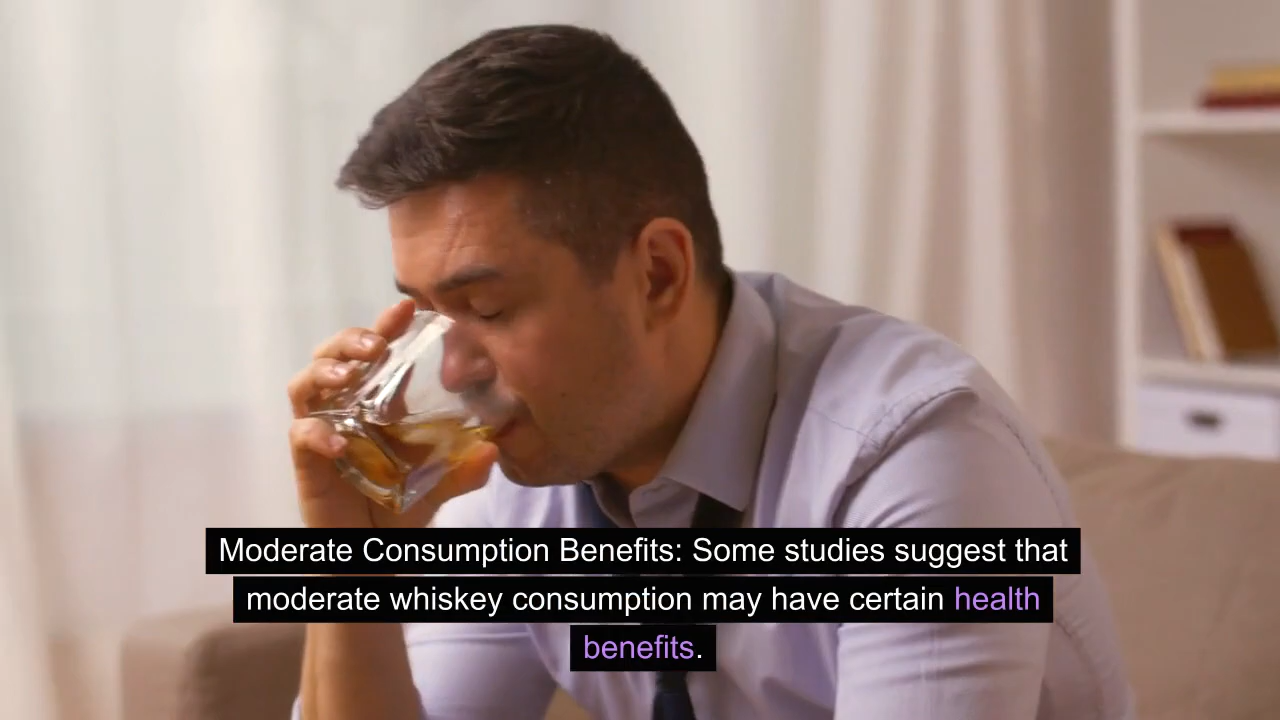 Moderate Consumption Benefits: Some studies suggest that
moderate whiskey consumption may have certain health
benefits.